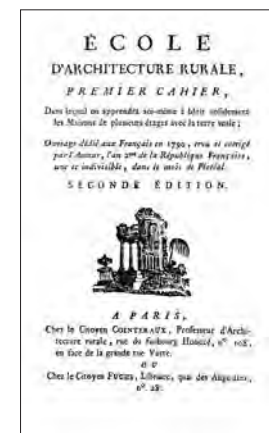 ÉCOLE
D'ARCHITECTURE RURALE,
PREMIER CAHIER,
Dans lequel on apprendra soi-même à bâtir solidement
les Maisons de plusieurs étages avec la terre seule ;
Ouvrage dédié aux Français en 1790, revu et corrigé
par l'Auteur, l'an 2me de la République Française,
une et indivisible, dans le mois de Floréal.
SECONDE ÉDITION.
A PARIS,
Chez le Citoyen COINTERAUX, Professeur d'Archi-
tecture rurale, rue du fauxbourg Honoré, n° 108,
en face de la grande rue Verte.
OU
Chez le Citoyen FUCHS, Libraire, quai des Augustins,
n°. 28.